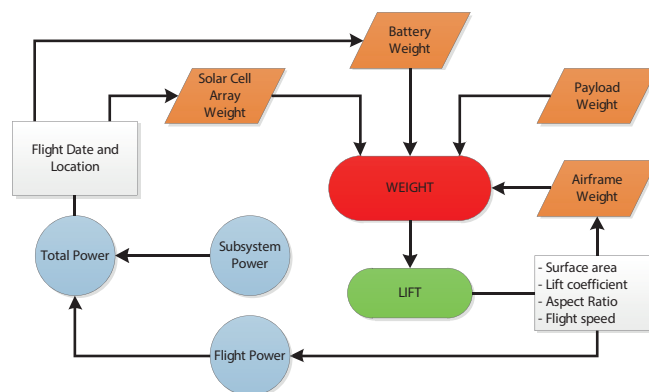 Battery
Weight
Solar Cell
Array
Weight
Payload
Weight
Flight Date and
Location
WEIGHT
Airframe
Weight
Total Power
Subsystem
Power
LIFT
- Surface area
- Lift coefficient
- Aspect Ratio
- Flight speed
Flight Power